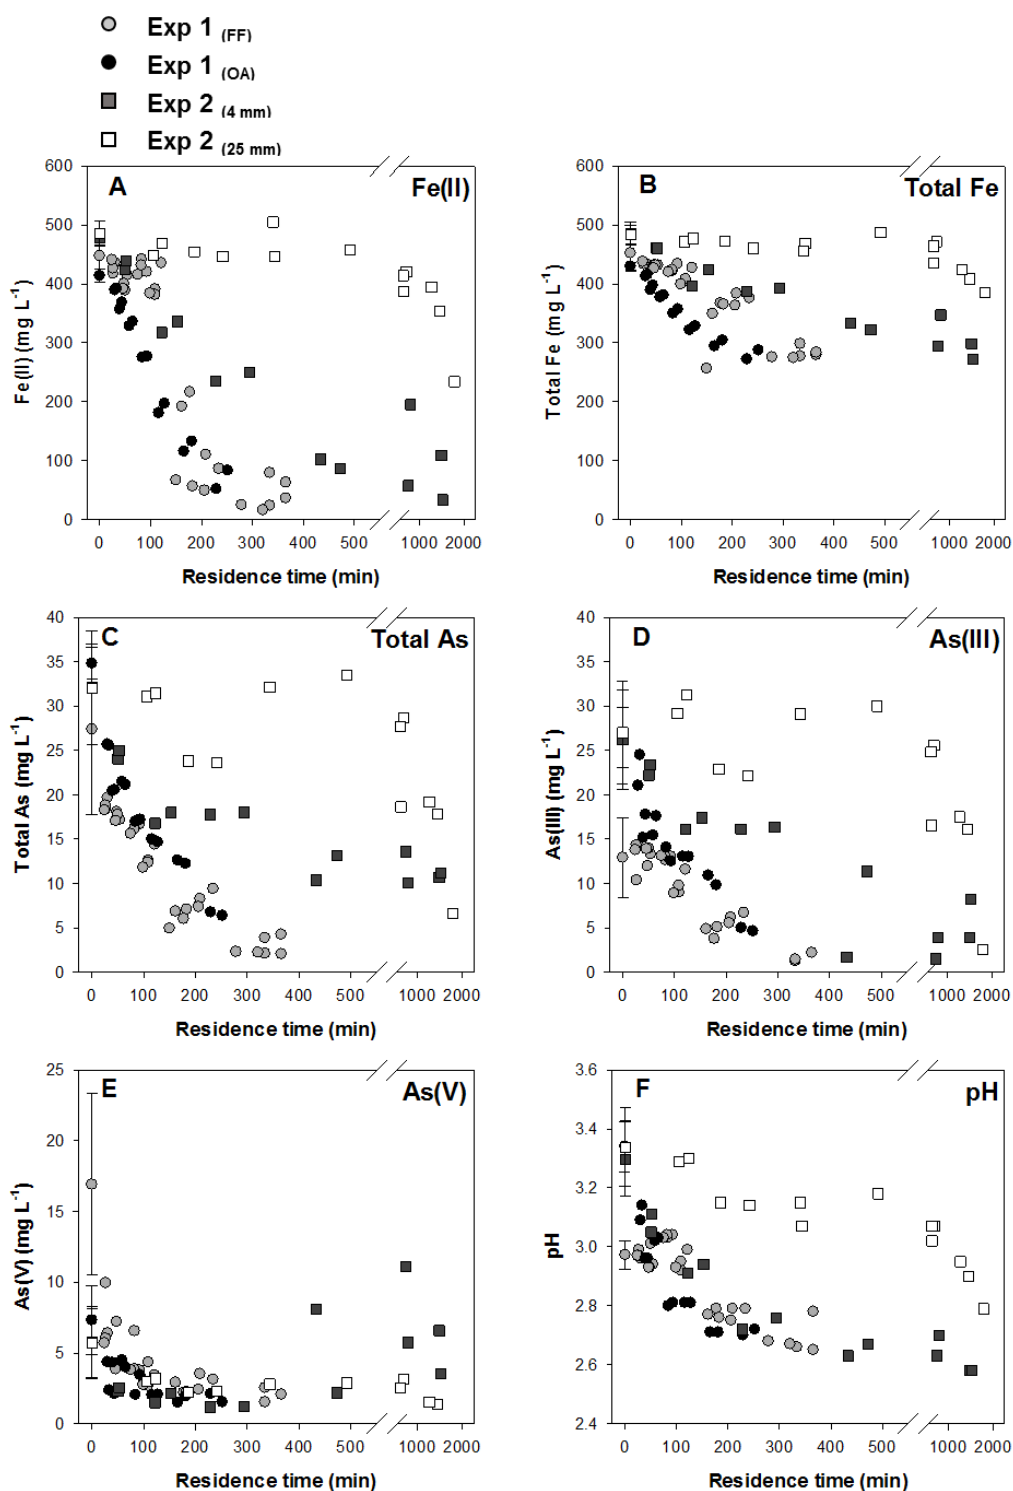 Exp 1 (FF)
Exp 1 (OA)
Exp 2 (4 mm)
Exp 2 (25 mm)
A
Fe(II)
Fe(II) (mg L-1)
600
500
400
300
200
100
0
0 100 200 300 400 500 1000 2000
Residence time (min)
B
Total Fe
Total Fe (mg L-1)
600
500
400
300
200
100
0
0 100 200 300 400 500 1000 2000
Residence time (min)
C
Total As
Total As (mg L-1)
40
35
30
25
20
15
10
5
0
0 100 200 300 400 500 1000 2000
Residence time (min)
D
As(III)
As(III) (mg L-1)
40
35
30
25
20
15
10
5
0
0 100 200 300 400 500 1000 2000
Residence time (min)
E
As(V)
As(V) (mg L-1)
25
20
15
10
5
0
0 100 200 300 400 500 1000 2000
Residence time (min)
F
pH
pH
3.6
3.4
3.2
3.0
2.8
2.6
2.4
0 100 200 300 400 500 1000 2000
Residence time (min)